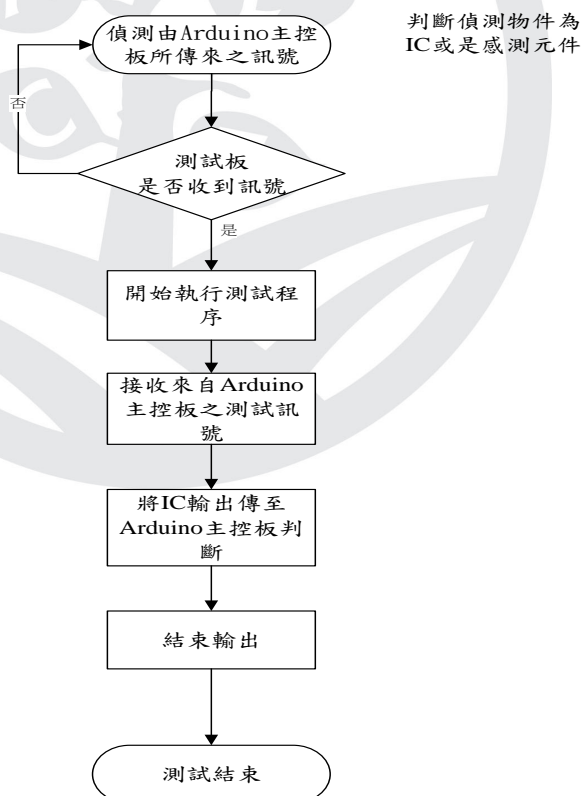 偵測由Arduino主控
板所傳來之訊號
判斷偵測物件為
IC或是感測元件
否
測試板
是否收到訊號
是
開始執行測試程
序
接收來自Arduino
主控板之測試訊
號
將IC輸出傳至
Arduino主控板判
斷
結束輸出
測試結束